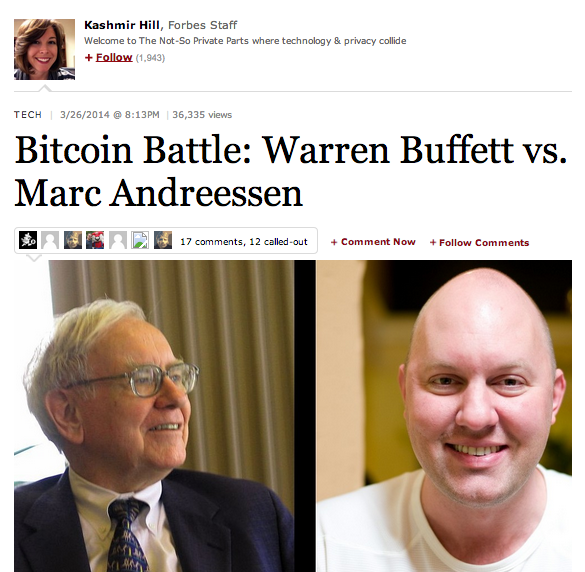 Kashmir Hill, Forbes Staff
Welcome to The Not-So Private Parts where technology & privacy collide
+ Follow (1,943)
TECH | 3/26/2014 @ 8:13PM | 36,335 views
Bitcoin Battle: Warren Buffett vs.
Marc Andreessen
17 comments, 12 called-out + Comment Now + Follow Comments